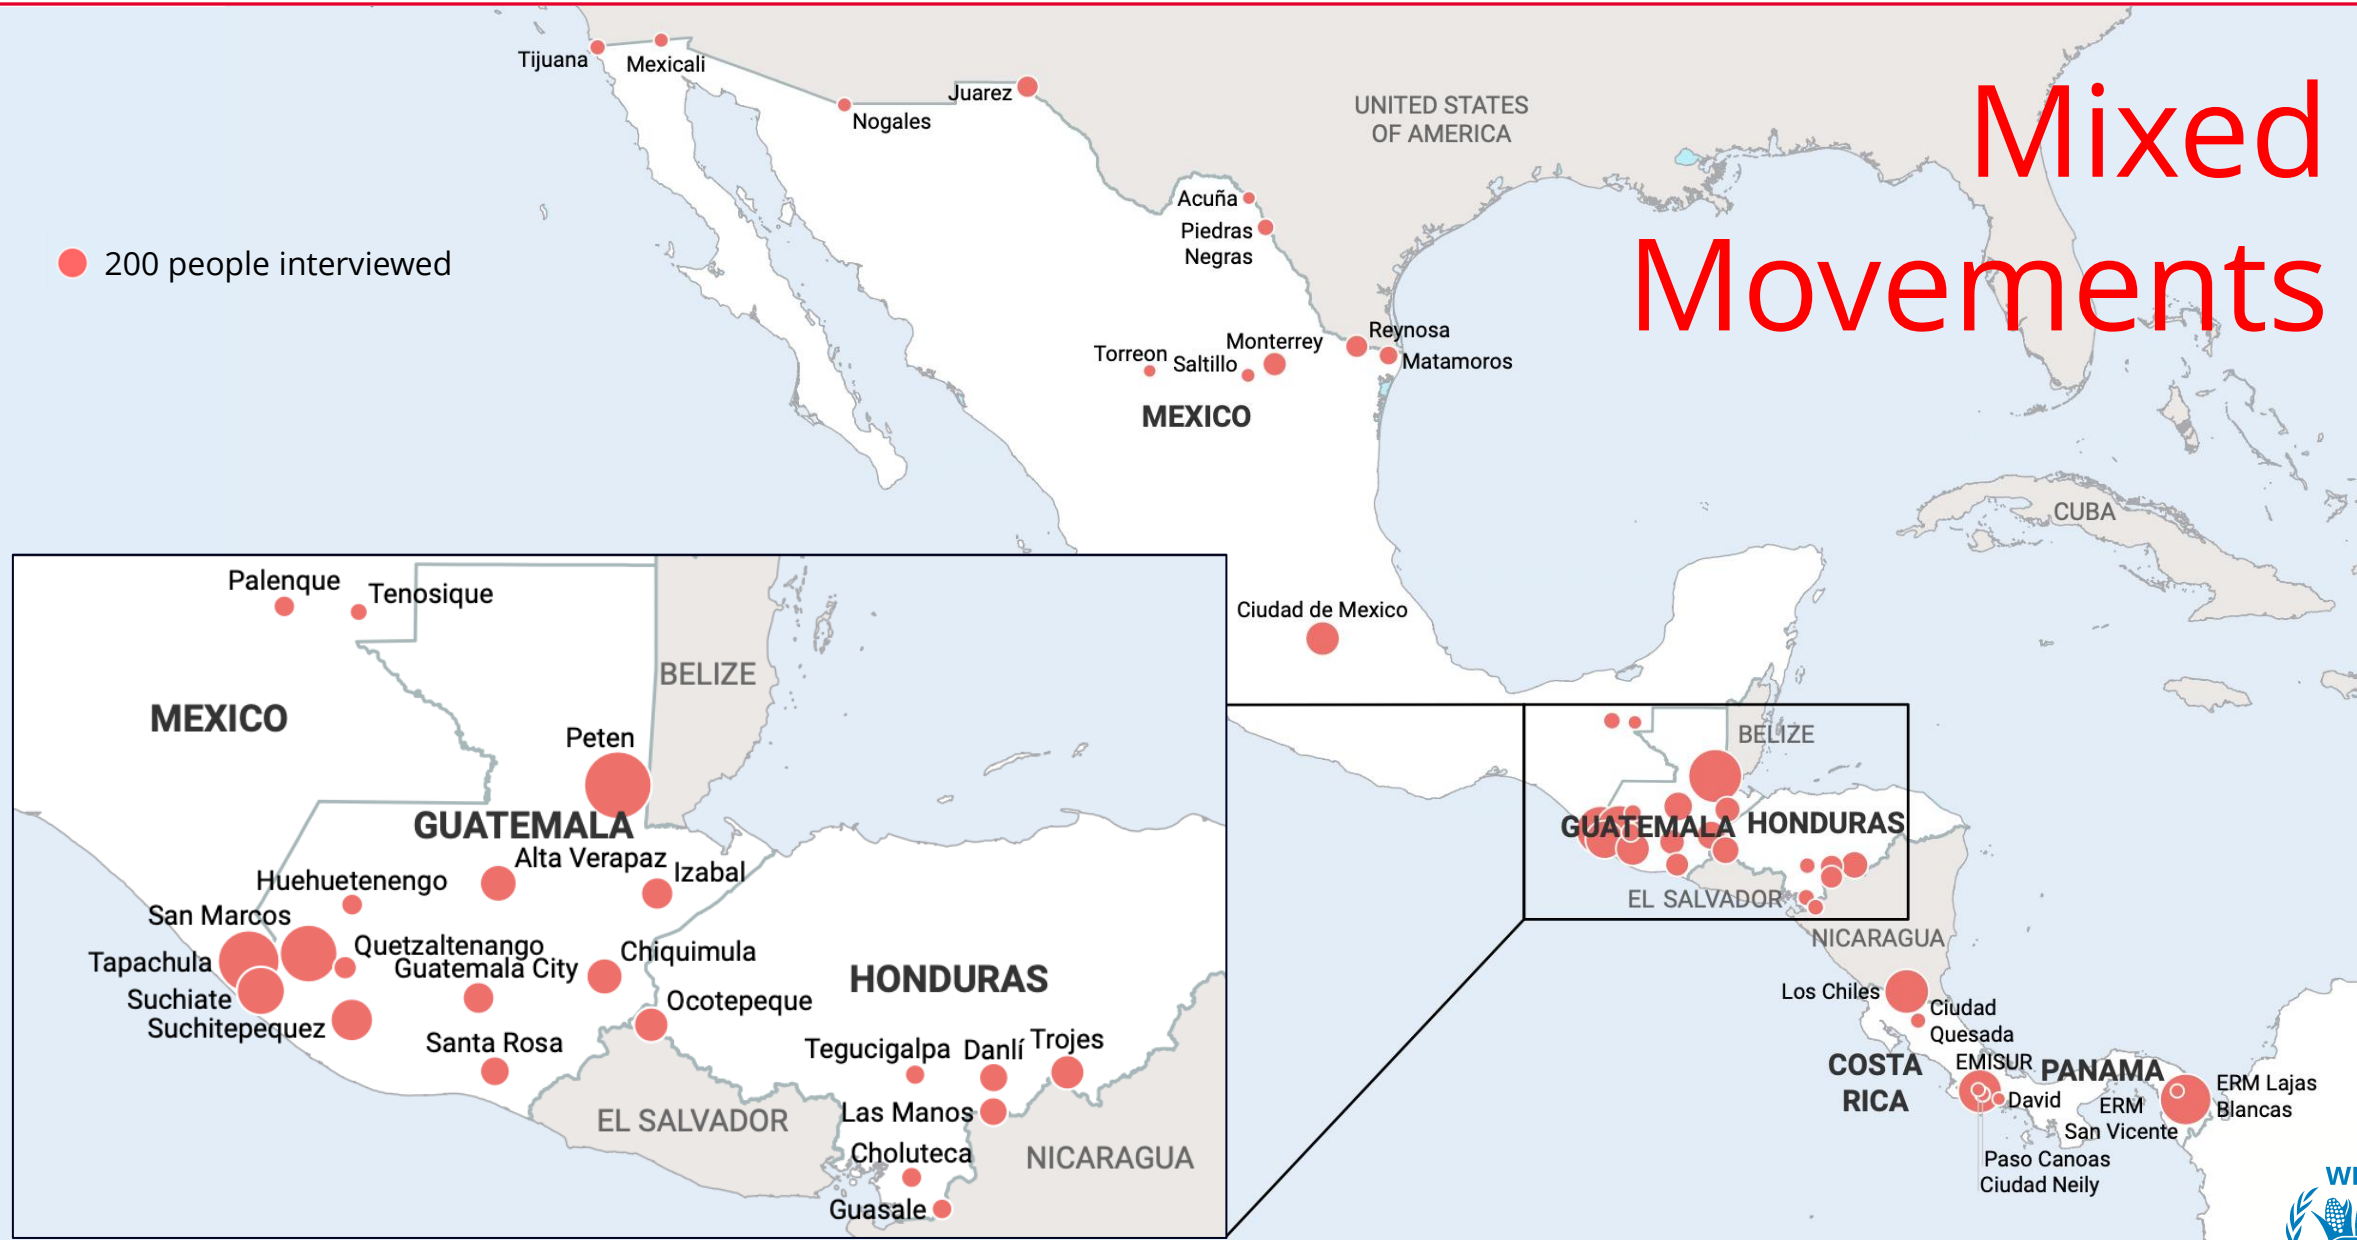 Mixed
Movements
Tijuana
Mexicali
Nogales
Juarez
UNITED STATES
OF AMERICA
Acuña
Piedras
Negras
200 people interviewed
Reynosa
Monterrey
Torreon
Saltillo
Matamoros
MEXICO
CUBA
Ciudad de Mexico
BELIZE
GUATEMALA
HONDURAS
EL SALVADOR
NICARAGUA
Los Chiles
Ciudad
Quesada
COSTA
RICA
EMISUR
PANAMA
David
ERM
San Vicente
ERM Lajas
Blancas
Paso Canoas
Ciudad Neily
Palenque
Tenosique
BELIZE
MEXICO
Peten
GUATEMALA
Alta Verapaz
Izabal
Huehuetenengo
San Marcos
Quetzaltenango
Tapachula
Guatemala City
Chiquimula
Suchiate
Suchitepequez
HONDURAS
Ocotepeque
Santa Rosa
Tegucigalpa
Danlí
Trojes
Las Manos
EL SALVADOR
Choluteca
NICARAGUA
Guasale